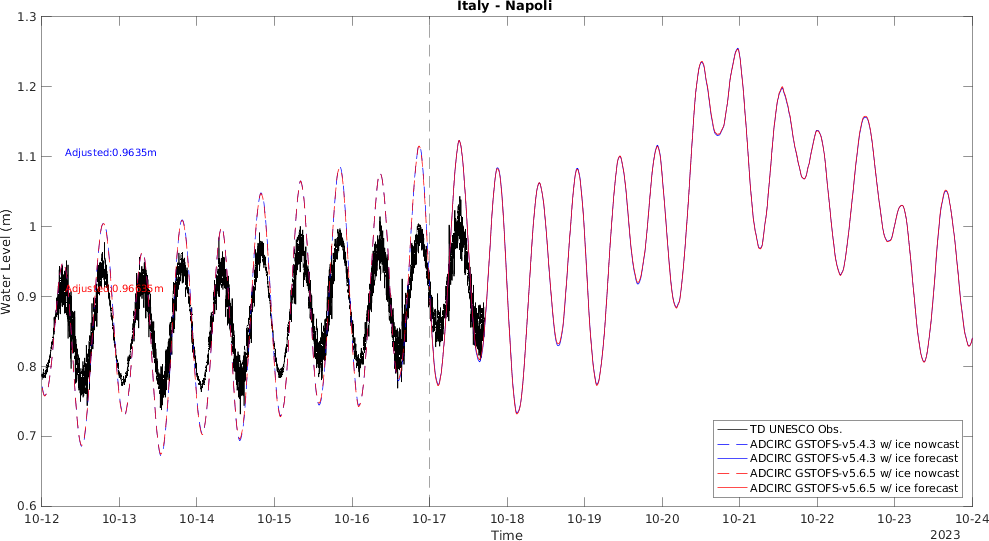 Italy - Napoli
1.3
1.2
1.1
1
0.9
0.8
0.7
0.6
Water Level (m)
Adjusted:0.9635m
TD UNESCO Obs.
ADCIRC GSTOFS-v5.4.3 w/ ice nowcast
ADCIRC GSTOFS-v5.4.3 w/ ice forecast
ADCIRC GSTOFS-v5.6.5 w/ ice nowcast
ADCIRC GSTOFS-v5.6.5 w/ ice forecast
10-12 10-13 10-14 10-15 10-16 10-17 10-18 10-19 10-20 10-21 10-22 10-23 10-24
Time
2023